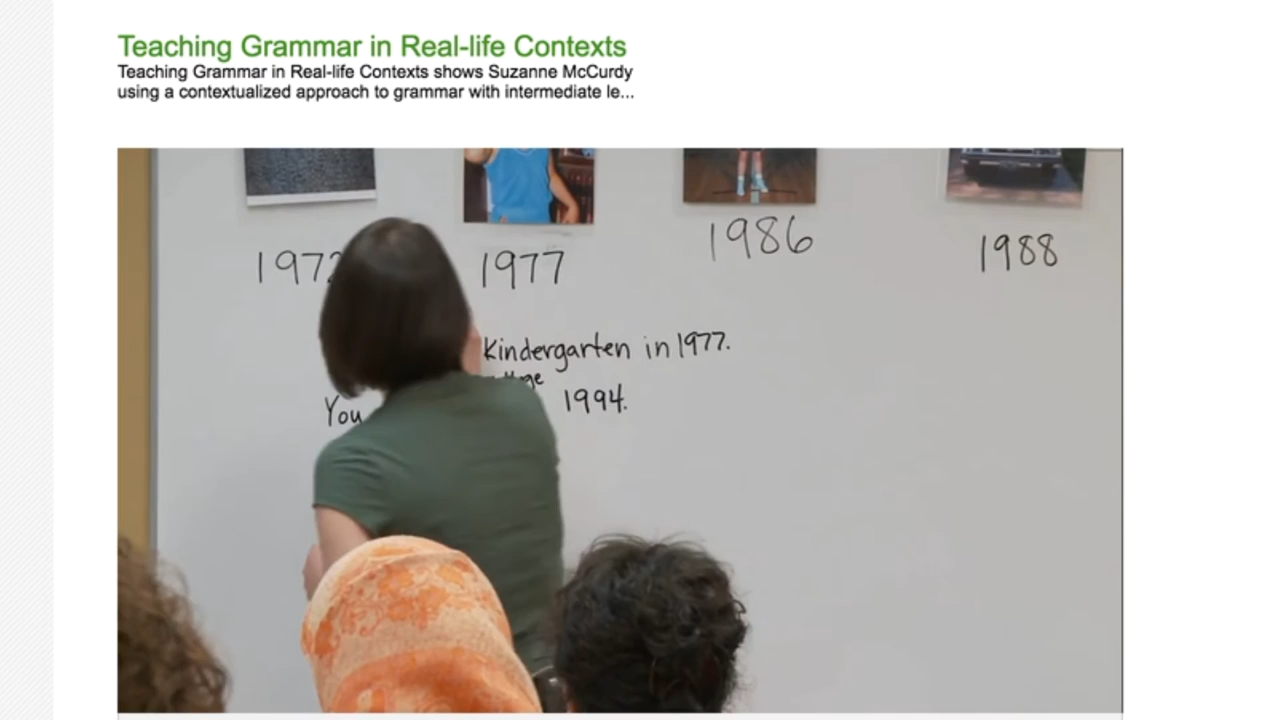 Teaching Grammar in Real-life Contexts
Teaching Grammar in Real-life Contexts shows Suzanne McCurdy
using a contextualized approach to grammar with intermediate le...
1977
1986
1988
Kindergarten in 1977.
You
1994.